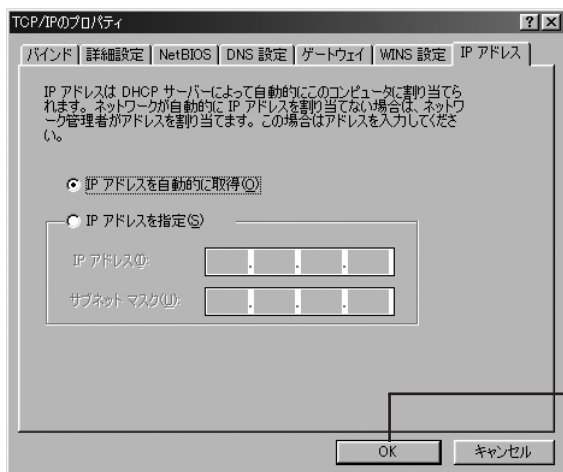 TCP/IPのプロパティ
バインド 詳細設定 NetBIOS DNS 設定 ゲートウェイ WINS 設定 IP アドレス
IP アドレスは DHCP サーバーによって自動的にこのコンピュータに割り当てら
れます。ネットワークが自動的に IP アドレスを割り当てない場合は、ネットワ
ーク管理者がアドレスを割り当てます。この場合はアドレスを入力してくださ
い。
IP アドレスを自動的に取得(O)
IP アドレスを指定(S)
IP アドレス(I):
サブネット マスク(U):
OK キャンセル